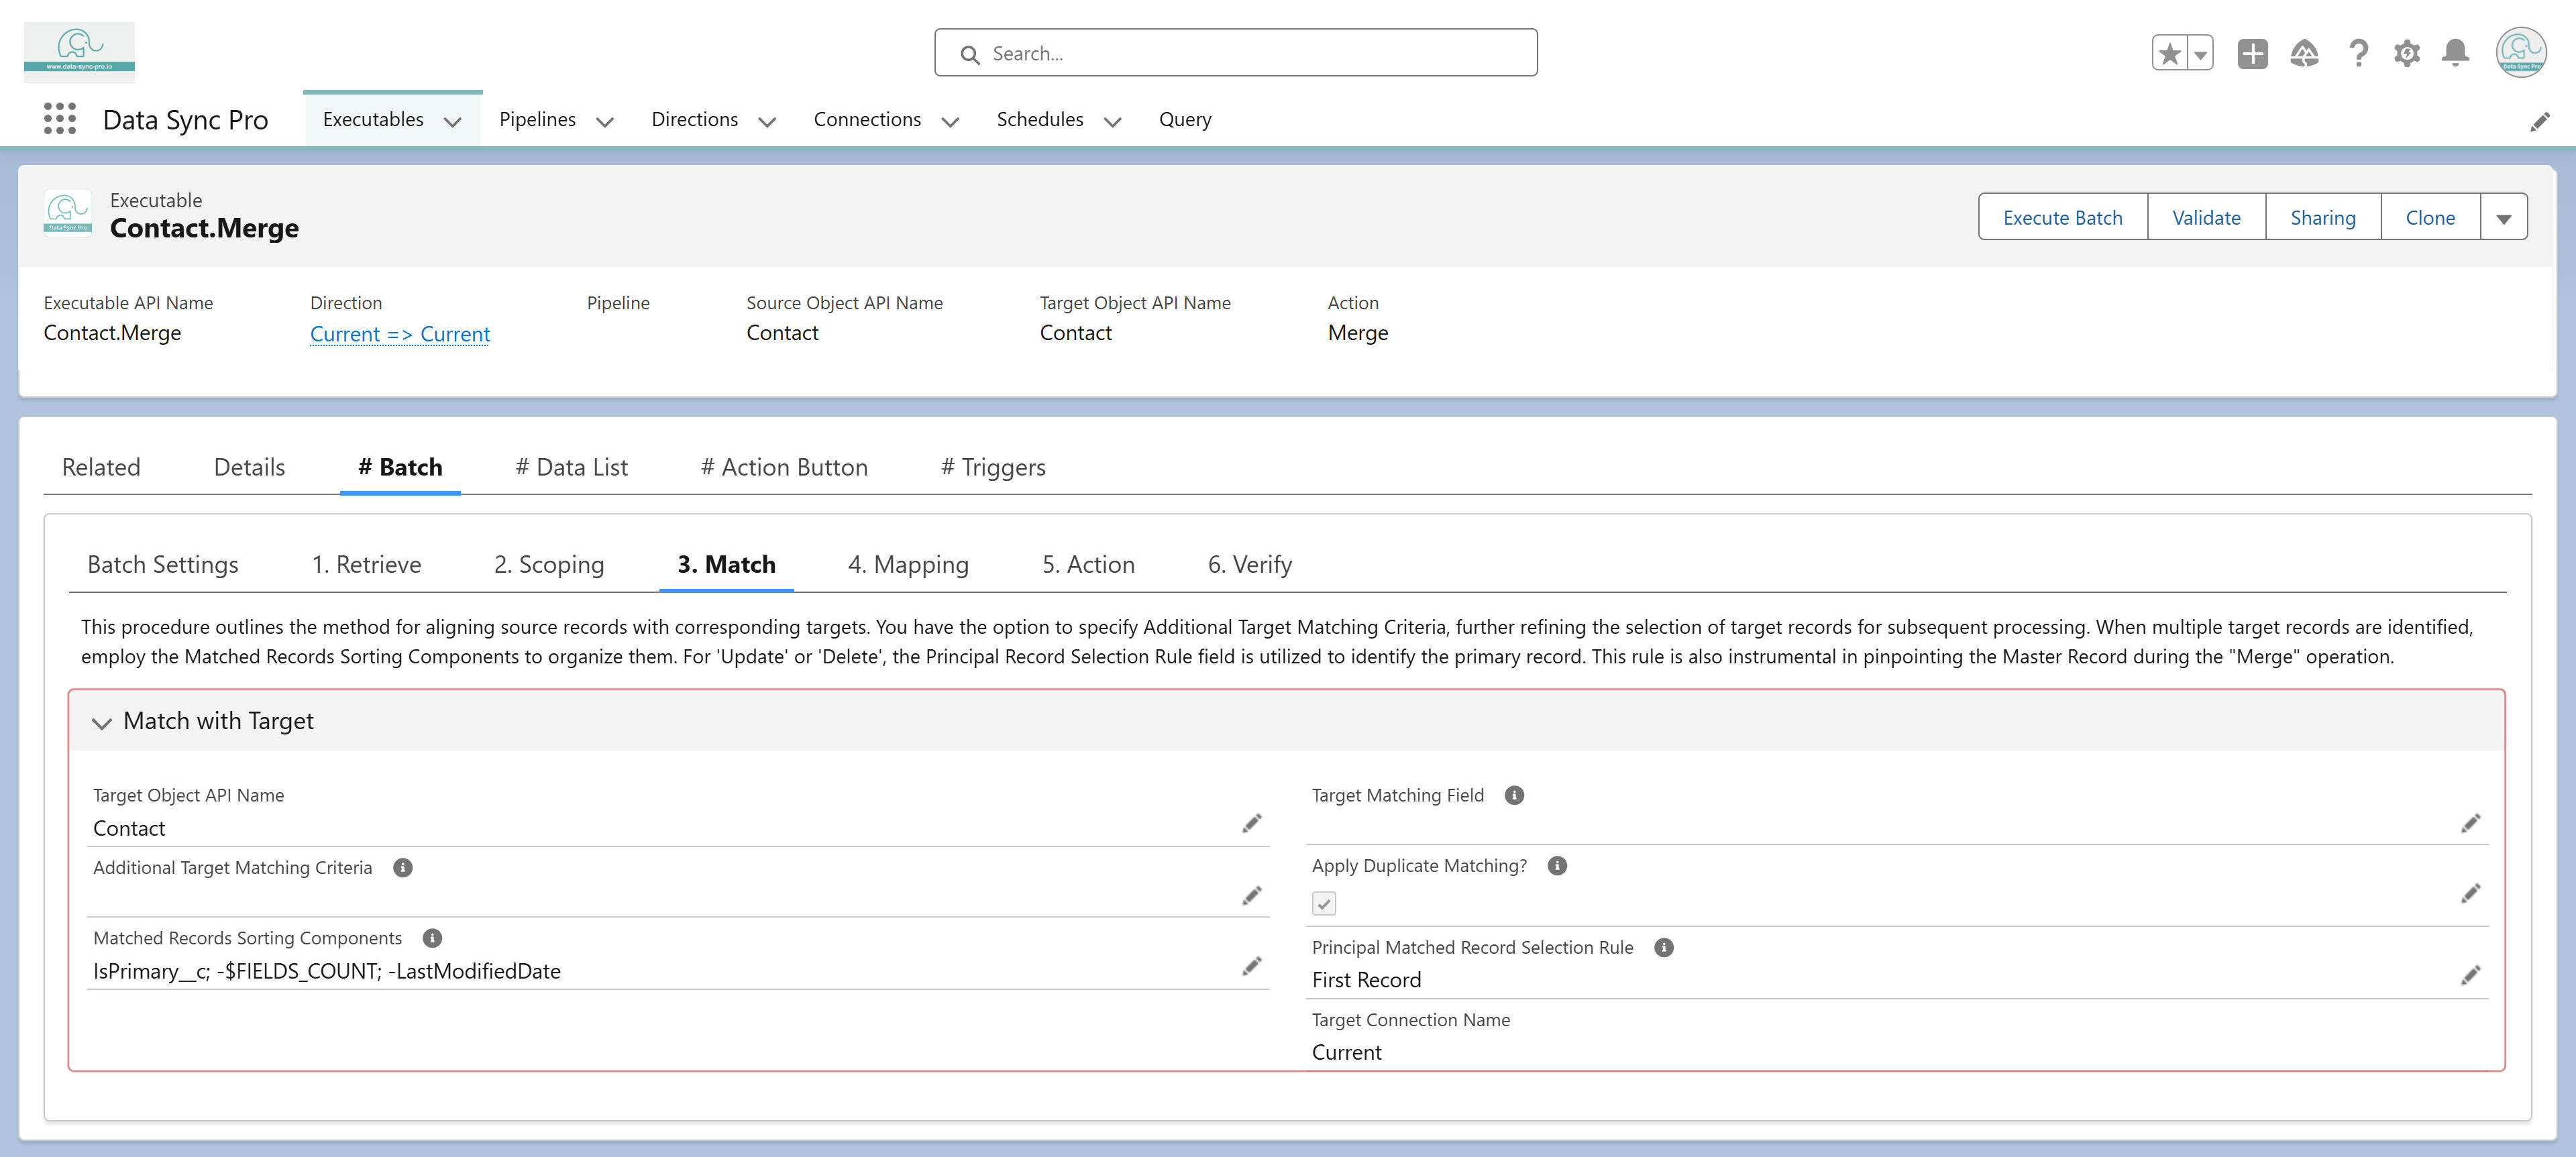 www.data-sync-pro.io
Search...
Data Sync Pro
Data Sync Pro
Executables
Pipelines
Directions
Connections
Schedules
Query
Data Sync Pro
Executable
Contact.Merge
Execute Batch
Validate
Sharing
Clone
Executable API Name
Direction
Pipeline
Source Object API Name
Target Object API Name
Action
Contact.Merge
Current => Current
Contact
Contact
Merge
Related
Details
# Batch
# Data List
# Action Button
# Triggers
Batch Settings
1. Retrieve
2. Scoping
3. Match
4. Mapping
5. Action
6. Verify
This procedure outlines the method for aligning source records with corresponding targets. You have the option to specify Additional Target Matching Criteria, further refining the selection of target records for subsequent processing. When multiple target records are identified,
employ the Matched Records Sorting Components to organize them. For 'Update' or 'Delete', the Principal Record Selection Rule field is utilized to identify the primary record. This rule is also instrumental in pinpointing the Master Record during the "Merge" operation.
Match with Target
Target Object API Name
Contact
Additional Target Matching Criteria
Matched Records Sorting Components
IsPrimary__c; -$FIELDS_COUNT; -LastModifiedDate
Target Matching Field
Apply Duplicate Matching?
Principal Matched Record Selection Rule
First Record
Target Connection Name
Current